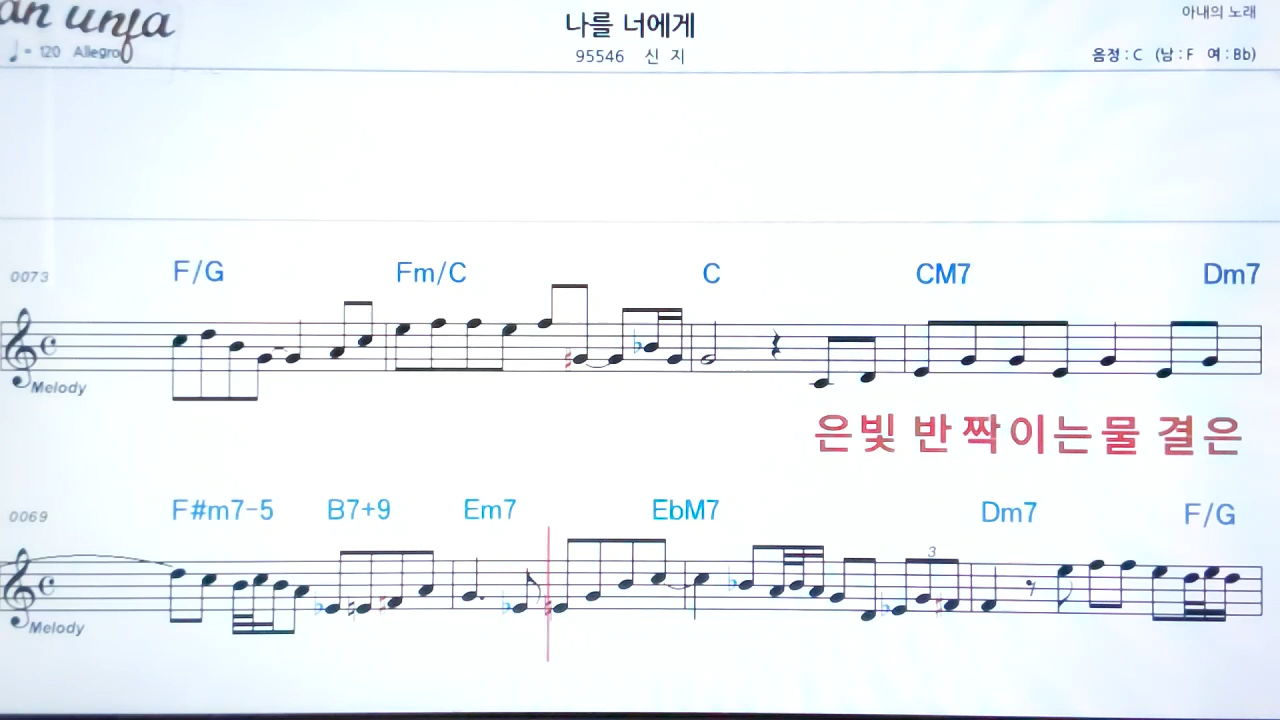 나를 너에게
아내의 노래
♩= 120 Allegro
95546 신 지
음정 : C (남 : F 여 : Bb)
0073 F/G Fm/C C CM7 Dm7
Melody
은빛 반짝이는물 결은
0069 F#m7-5 B7+9 Em7 EbM7 Dm7 F/G
3
Melody